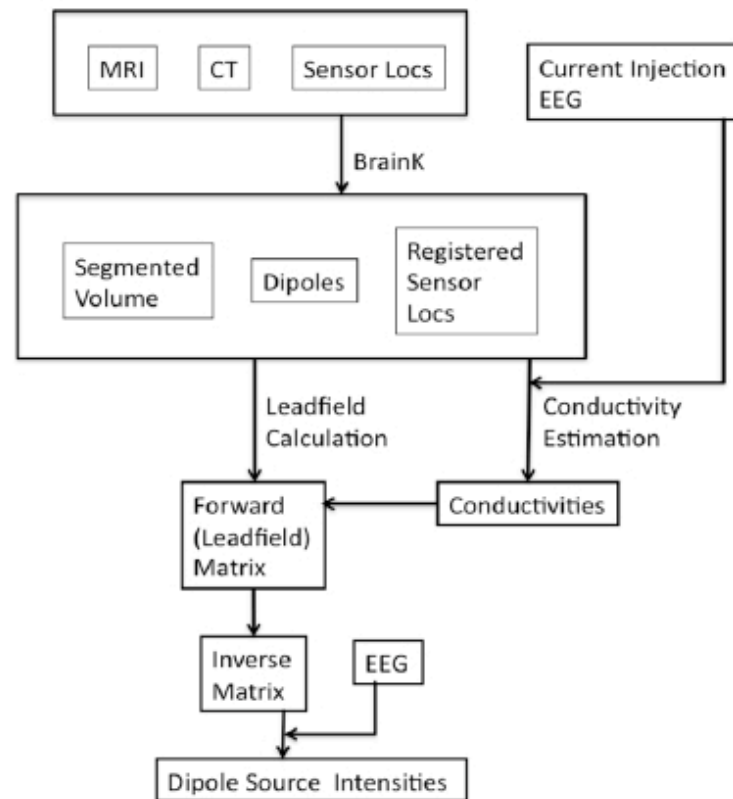 MRI
CT
Sensor Locs
Current Injection
EEG
BrainK
Segmented
Volume
Dipoles
Registered
Sensor
Locs
Leadfield
Calculation
Conductivity
Estimation
Forward
(Leadfield)
Matrix
Conductivities
Inverse
Matrix
EEG
Dipole Source Intensities